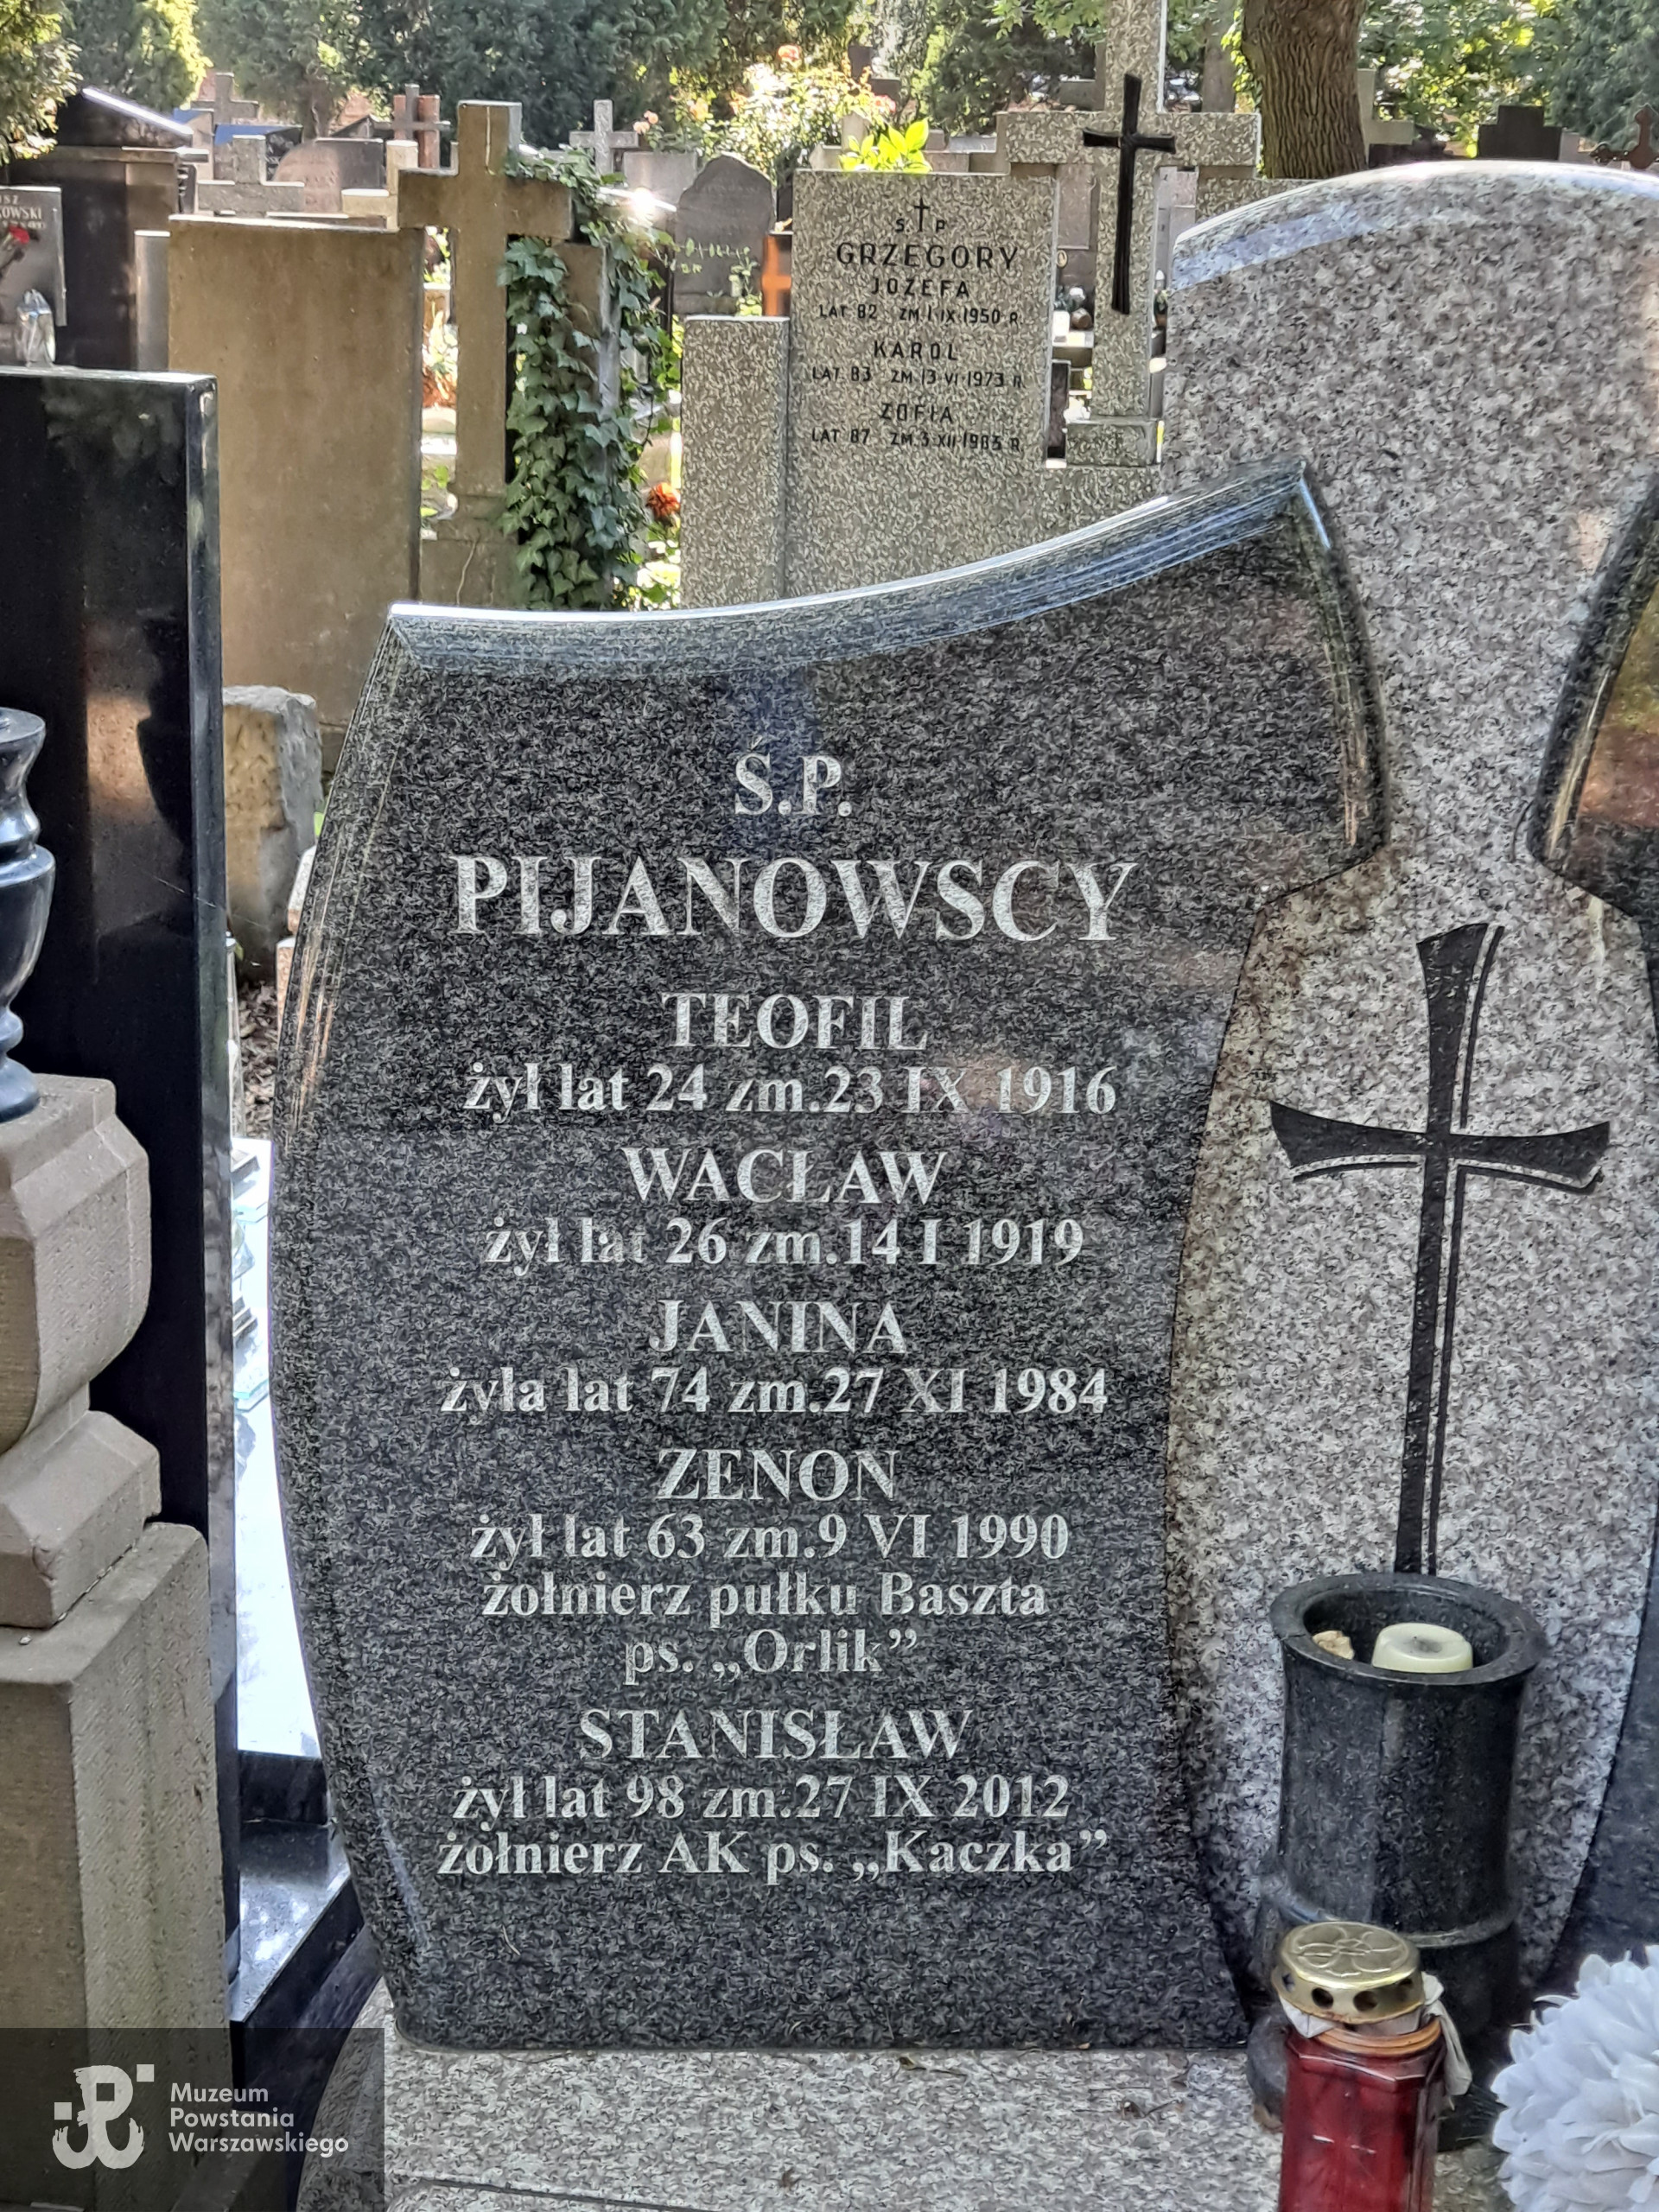 Ś P
GRZEGORY
JÓZEFA
LAT 82 ZM. 1.IX.1950 R.
KAROL
LAT 83 ZM. 13.VI.1973 R.
ZOFIA
LAT 87 ZM. 3.XII.1983 R.
Ś.P.
PIJANOWSCY
TEOFIL
żył lat 24 zm.23 IX 1916
WACŁAW
żył lat 26 zm.14 I 1919
JANINA
żyła lat 74 zm.27 XI 1984
ZENON
żył lat 63 zm.9 VI 1990
żołnierz pułku Baszta
ps. „Orlik”
STANISŁAW
żył lat 98 zm.27 IX 2012
żołnierz AK ps. „Kaczka”
Muzeum
Powstania
Warszawskiego